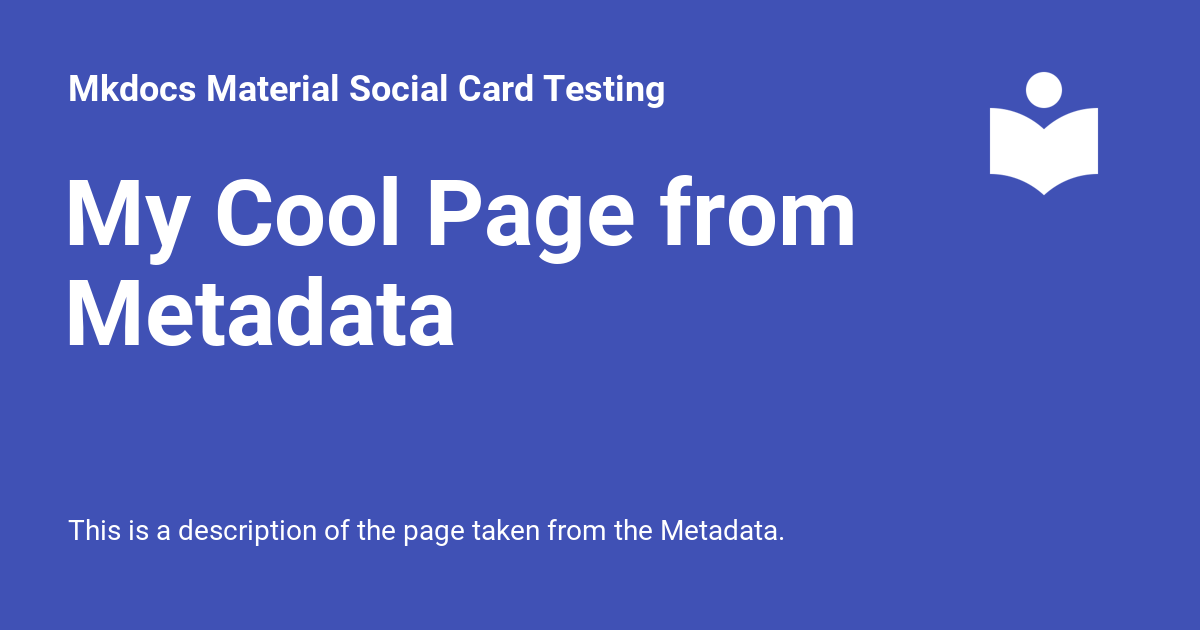 Mkdocs Material Social Card Testing
My Cool Page from
Metadata
This is a description of the page taken from the Metadata.